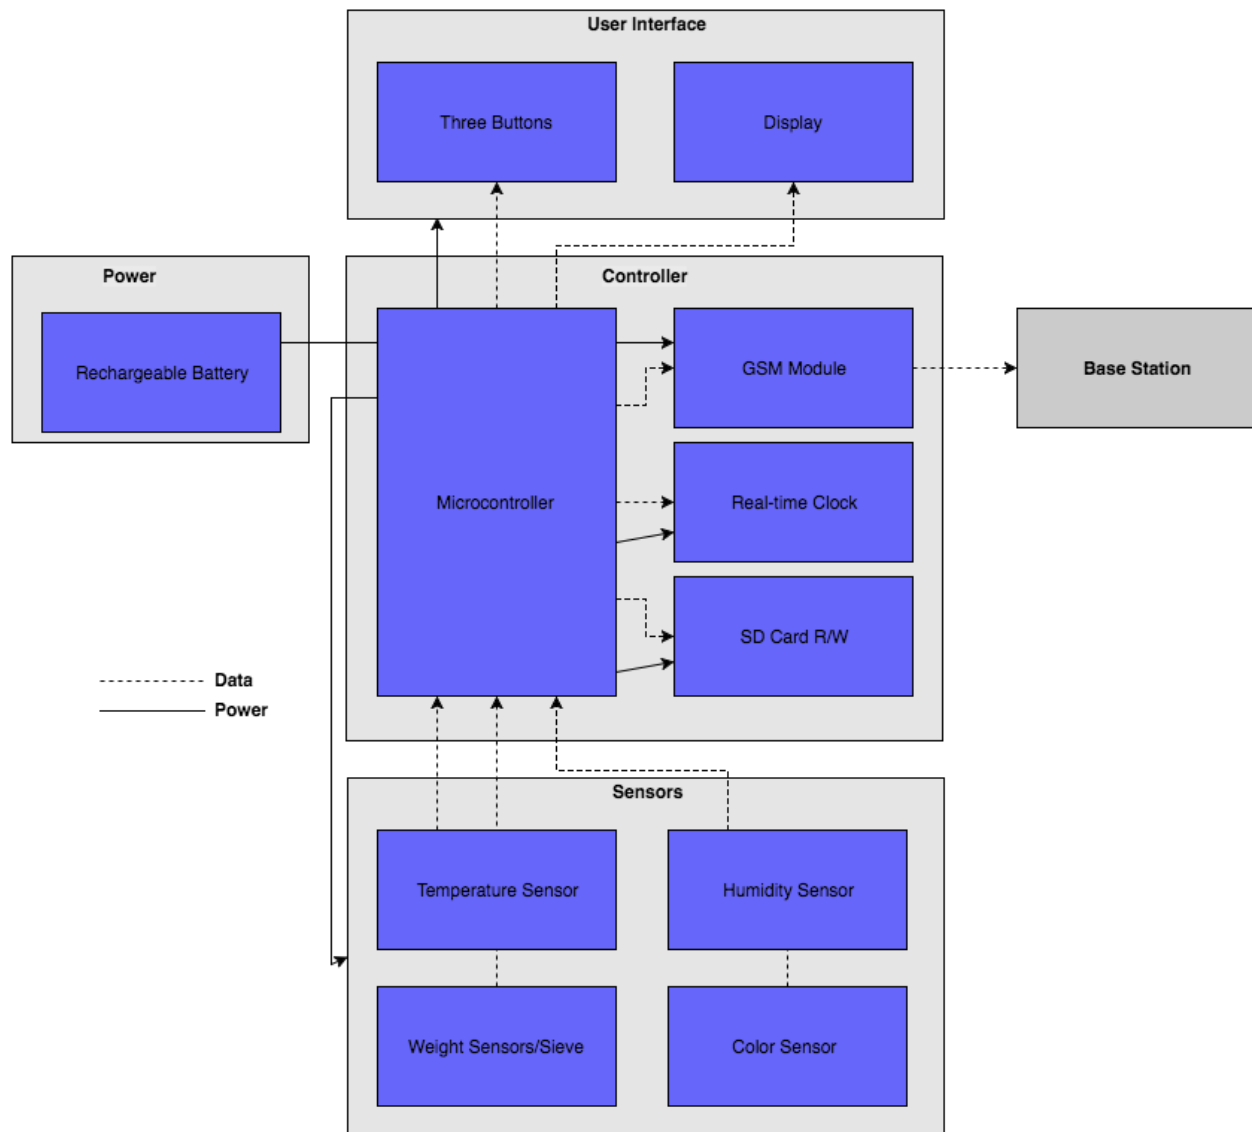 User Interface
Three Buttons
Display
Power
Rechargeable Battery
Controller
Microcontroller
GSM Module
Real-time Clock
SD Card R/W
Base Station
Data
Power
Sensors
Temperature Sensor
Humidity Sensor
Weight Sensors/Sieve
Color Sensor